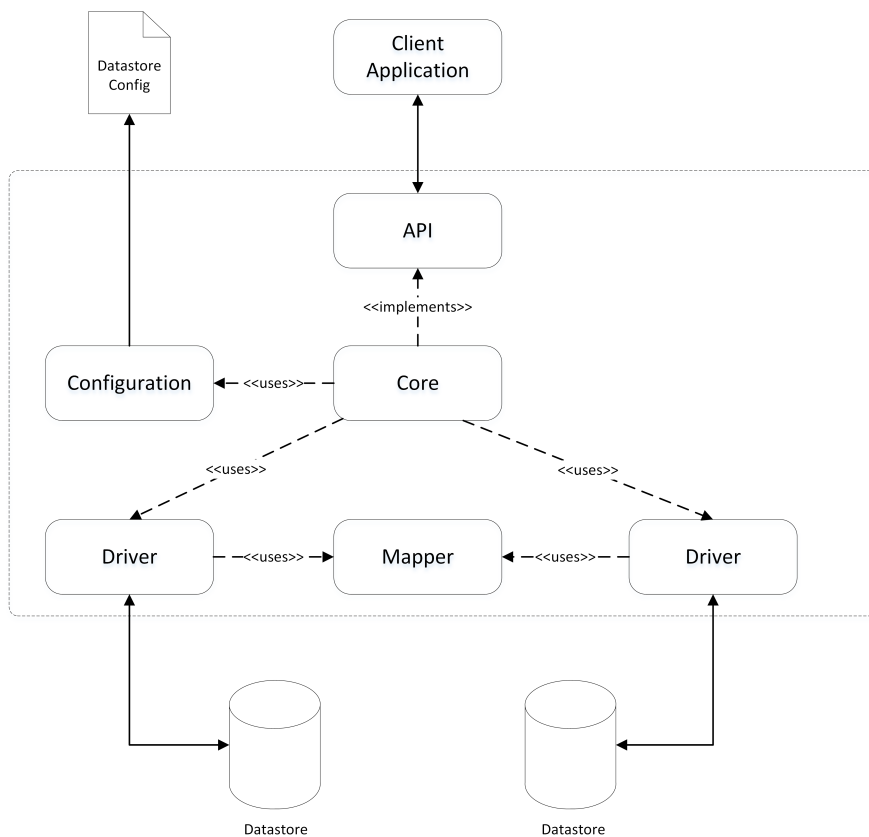 Datastore
Config
Client
Application
API
<<implements>>
Configuration
<<uses>>
Core
<<uses>>
<<uses>>
Driver
<<uses>>
Mapper
<<uses>>
Driver
Datastore
Datastore